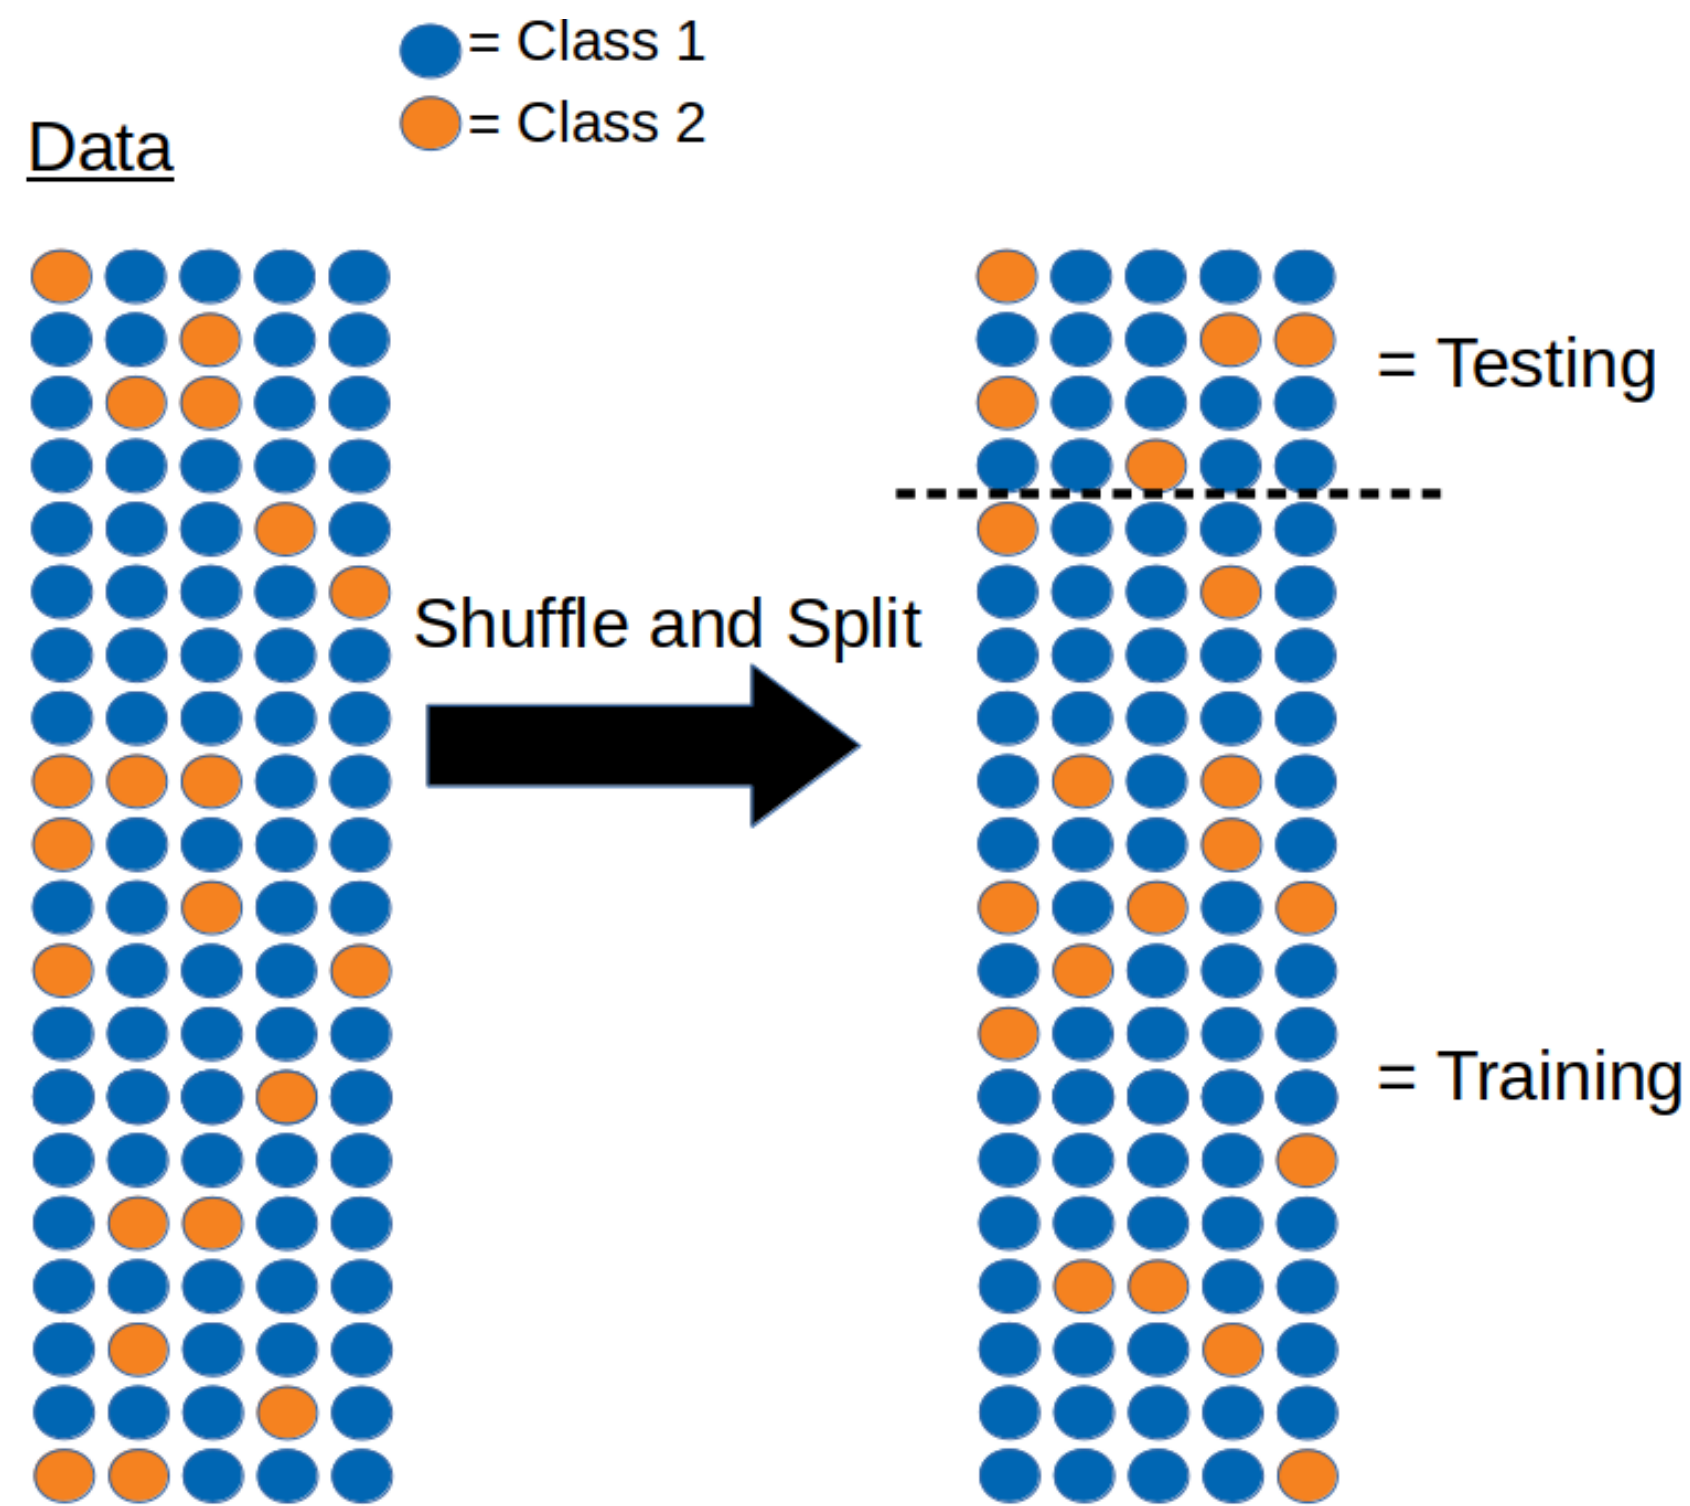 = Class 1
= Class 2
Data
= Testing
Shuffle and Split
= Training